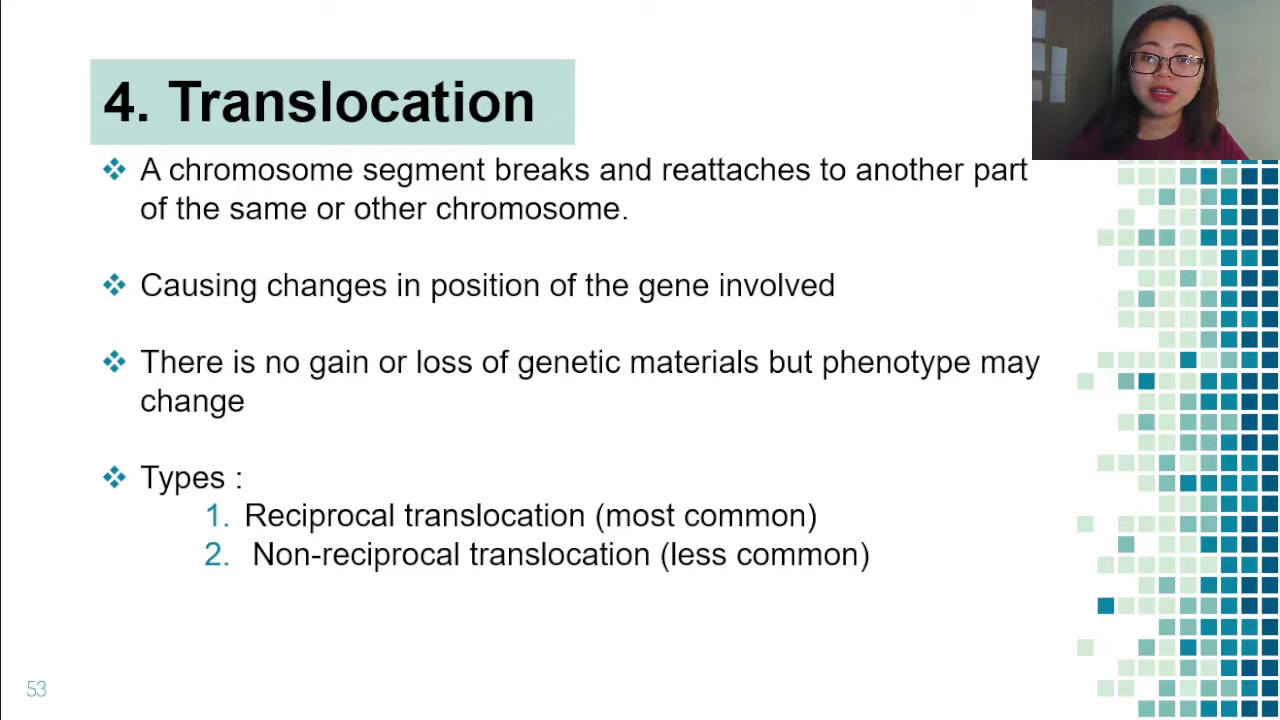 4. Translocation
A chromosome segment breaks and reattaches to another part
of the same or other chromosome.
Causing changes in position of the gene involved
There is no gain or loss of genetic materials but phenotype may
change
Types :
1. Reciprocal translocation (most common)
2. Non-reciprocal translocation (less common)
53